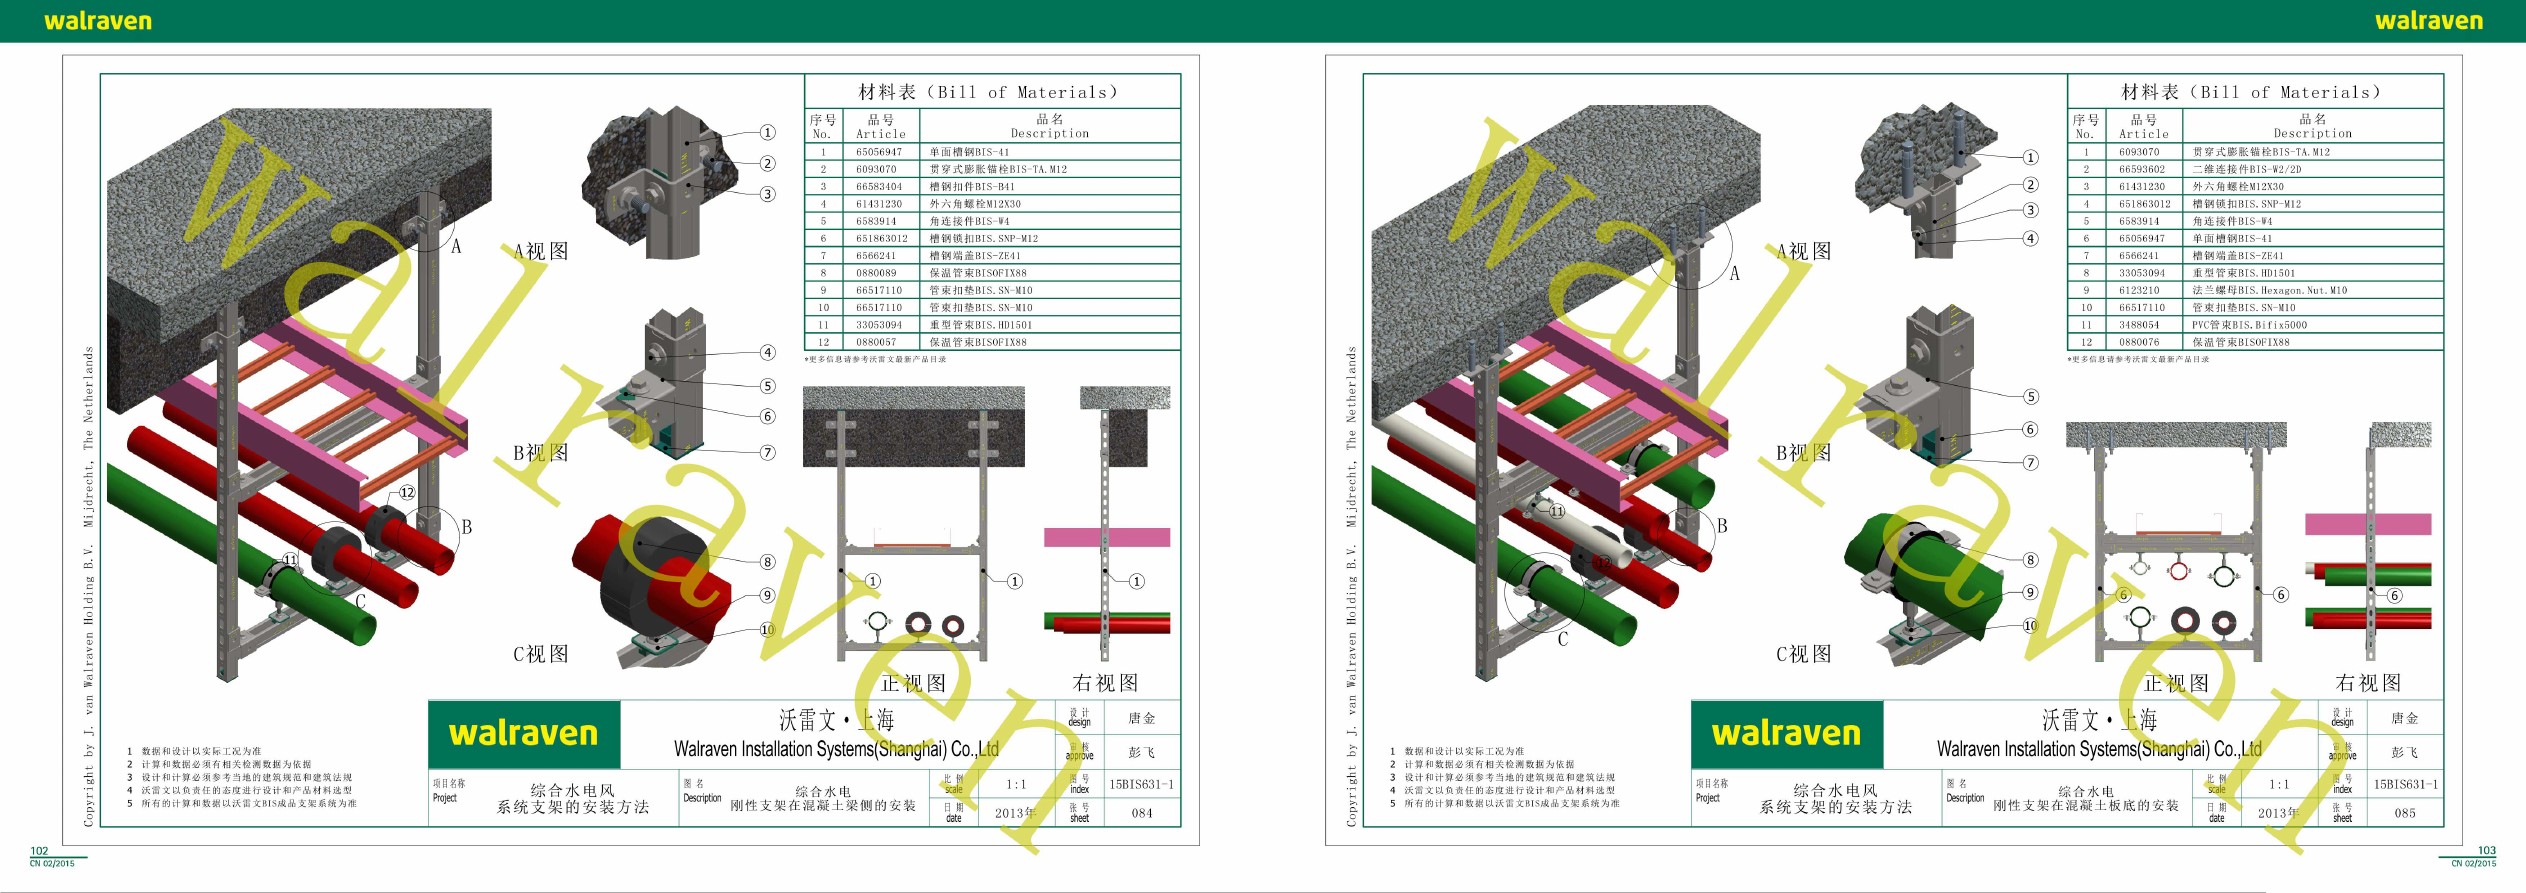 walraven
walraven
Copyright by J. van Walraven Holding B.V. Mijdrecht, The Netherlands
材料表（Bill of Materials）
序号 品号 品名
No. Article Description
1 65056947 单面槽钢BIS-41
2 6093070 贯穿式膨胀锚栓BIS-TA.M12
3 66583404 槽钢扣件BIS-B41
4 61431230 外六角螺栓M12X30
5 6583914 角连接件BIS-W4
6 651863012 槽钢锁扣BIS.SNP-M12
7 6566241 槽钢端盖BIS-ZE41
8 0880089 保温管束BISOFIX88
9 66517110 管束扣垫BIS.SN-M10
10 66517110 管束扣垫BIS.SN-M10
11 33053094 重型管束BIS.HD1501
12 0880057 保温管束BISOFIX88
*更多信息请参考沃雷文最新产品目录
walraven
A
B
C
11
12
1
2
3
A视图
4
5
6
7
B视图
8
9
10
C视图
1
1
1
正视图
右视图
1 数据和设计以实际工况为准
2 计算和数据必须有相关检测数据为依据
3 设计和计算必须参考当地的建筑规范和建筑法规
4 沃雷文以负责任的态度进行设计和产品材料选型
5 所有的计算和数据以沃雷文BIS成品支架系统为准
walraven
沃雷文·上海
Walraven Installation Systems(Shanghai) Co.,Ltd
设计 design 唐金
审核 approve 彭飞
项目名称 Project
综合水电风
系统支架的安装方法
图名 Description
综合水电
刚性支架在混凝土梁侧的安装
比例 scale 1:1
图号 index 15BIS631-1
日期 date 2013年
张号 sheet 084
102
CN 02/2015
Copyright by J. van Walraven Holding B.V. Mijdrecht, The Netherlands
材料表（Bill of Materials）
序号 品号 品名
No. Article Description
1 6093070 贯穿式膨胀锚栓BIS-TA.M12
2 66593602 二维连接件BIS-W2/2D
3 61431230 外六角螺栓M12X30
4 651863012 槽钢锁扣BIS.SNP-M12
5 6583914 角连接件BIS-W4
6 65056947 单面槽钢BIS-41
7 6566241 槽钢端盖BIS-ZE41
8 33053094 重型管束BIS.HD1501
9 6123210 法兰螺母BIS.Hexagon.Nut.M10
10 66517110 管束扣垫BIS.SN-M10
11 3488054 PVC管束BIS.Bifix5000
12 0880076 保温管束BISOFIX88
*更多信息请参考沃雷文最新产品目录
walraven
A
B
C
11
12
1
2
3
4
A视图
5
6
7
B视图
8
9
10
C视图
6
6
6
正视图
右视图
1 数据和设计以实际工况为准
2 计算和数据必须有相关检测数据为依据
3 设计和计算必须参考当地的建筑规范和建筑法规
4 沃雷文以负责任的态度进行设计和产品材料选型
5 所有的计算和数据以沃雷文BIS成品支架系统为准
walraven
沃雷文·上海
Walraven Installation Systems(Shanghai) Co.,Ltd
设计 design 唐金
审核 approve 彭飞
项目名称 Project
综合水电风
系统支架的安装方法
图名 Description
综合水电
刚性支架在混凝土板底的安装
比例 scale 1:1
图号 index 15BIS631-1
日期 date 2013年
张号 sheet 085
103
CN 02/2015